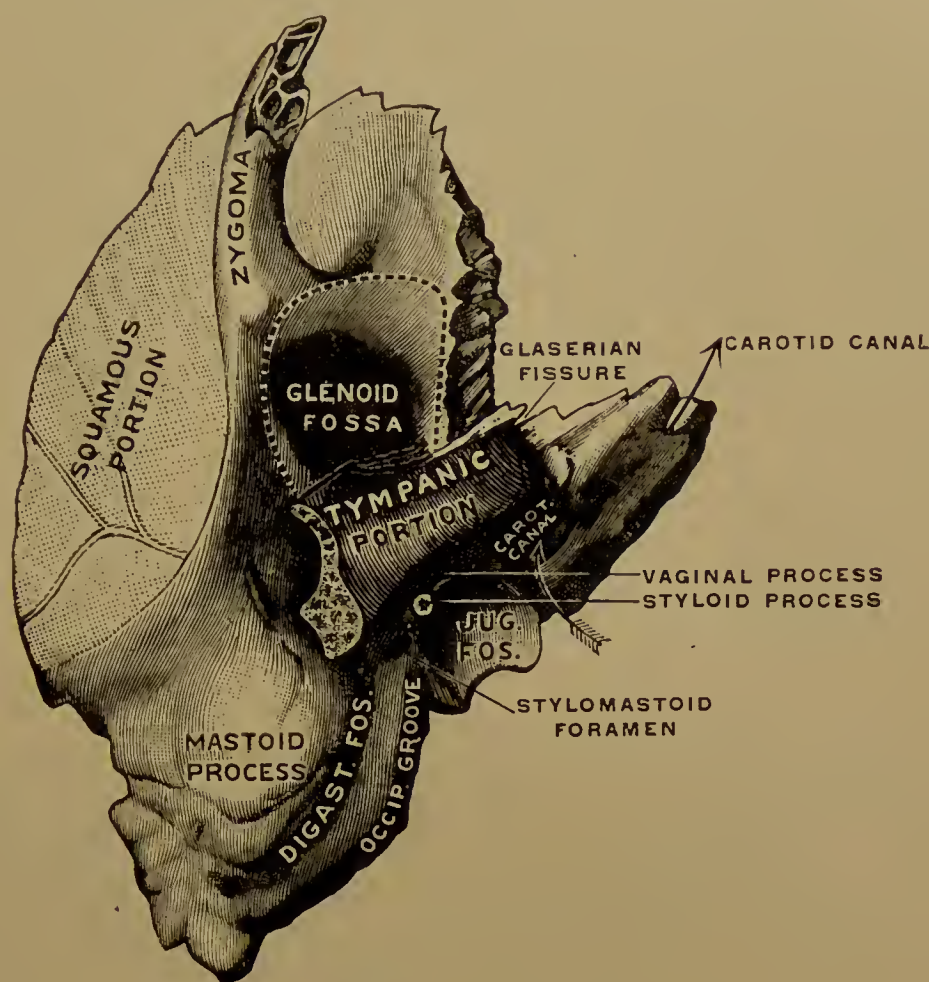 ZYGOMA
SQUAMOUS
PORTION
GLENOID
FOSSA
GLASERIAN
FISSURE
CAROTID CANAL
TYMPANIC
PORTION
CAROT.
CANAL
VAGINAL PROCESS
STYLOID PROCESS
JUG.
FOS.
STYLOMASTOID
FORAMEN
MASTOID
PROCESS
DIGAST. FOS.
OCCIP. GROOVE